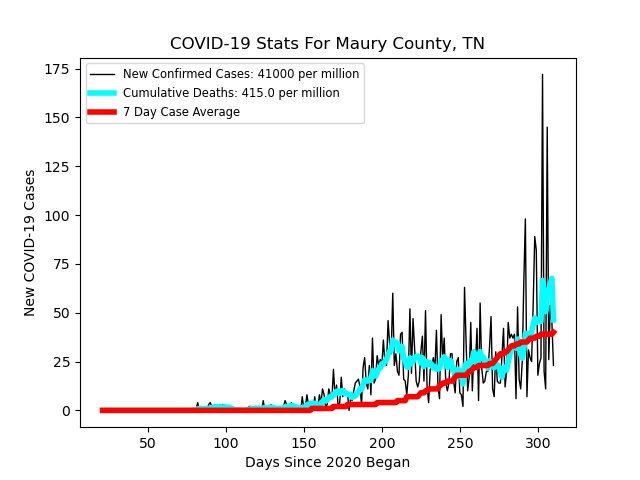 COVID-19 Stats For Maury County, TN
New Confirmed Cases: 41000 per million
Cumulative Deaths: 415.0 per million
7 Day Case Average
New COVID-19 Cases
175
150
125
100
75
50
25
0
50 100 150 200 250 300
Days Since 2020 Began